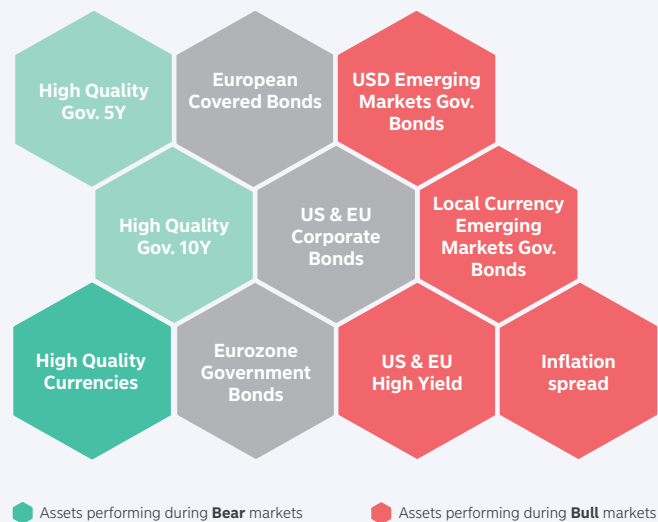 High Quality
Gov. 5Y
European
Covered Bonds
USD Emerging
Markets Gov.
Bonds
High Quality
Gov. 10Y
US & EU
Corporate
Bonds
Local Currency
Emerging
Markets Gov.
Bonds
High Quality
Currencies
Eurozone
Government
Bonds
US & EU
High Yield
Inflation
spread
Assets performing during Bear markets
Assets performing during Bull markets